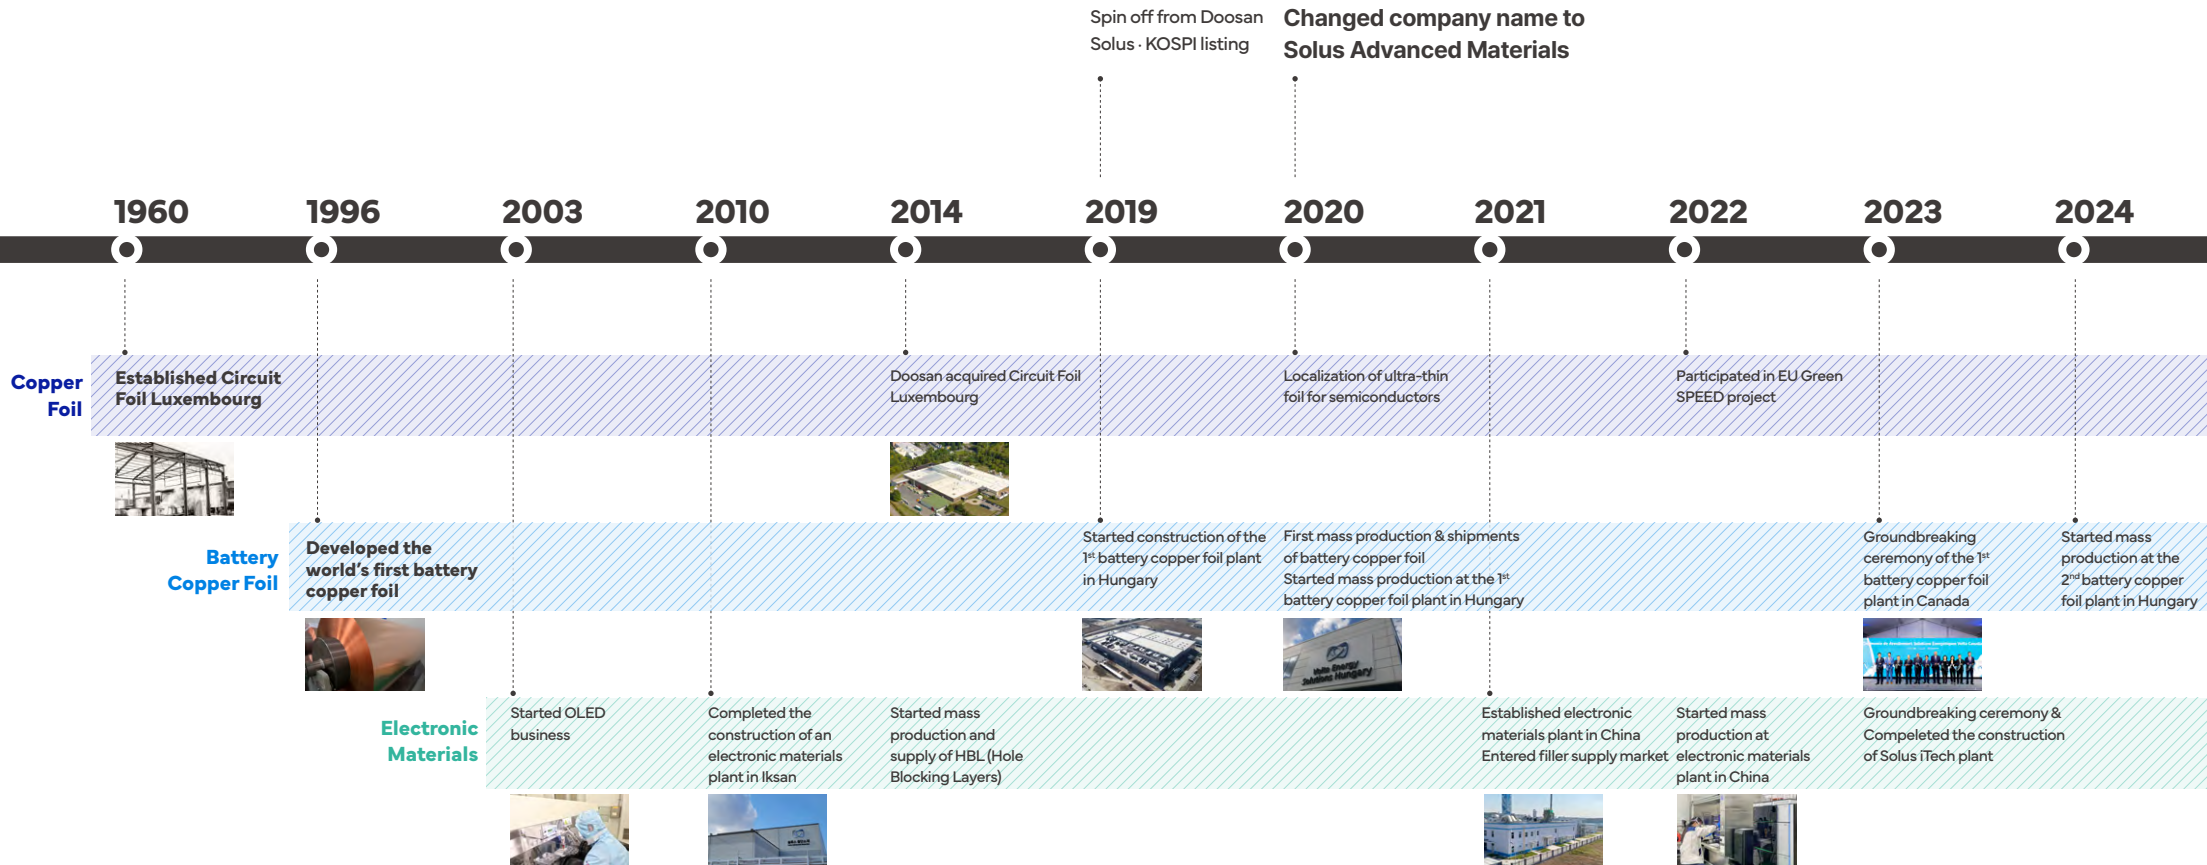 Spin off from Doosan
Solus · KOSPI listing
Changed company name to
Solus Advanced Materials
1960
1996
2003
2010
2014
2019
2020
2021
2022
2023
2024
Copper
Foil
Established Circuit
Foil Luxembourg
Doosan acquired Circuit Foil
Luxembourg
Localization of ultra-thin
foil for semiconductors
Participated in EU Green
SPEED project
Battery
Copper Foil
Developed the
world's first battery
copper foil
Started construction of the
1st battery copper foil plant
in Hungary
First mass production & shipments
of battery copper foil
Started mass production at the 1st
battery copper foil plant in Hungary
Groundbreaking
ceremony of the 1st
battery copper foil
plant in Canada
Started mass
production at the
2nd battery copper
foil plant in Hungary
Volta Energy
Solutions Hungary
Electronic
Materials
Started OLED
business
Completed the
construction of an
electronic materials
plant in Iksan
Started mass
production and
supply of HBL (Hole
Blocking Layers)
Established electronic
materials plant in China
Entered filler supply market
Started mass
production at
electronic materials
plant in China
Groundbreaking ceremony &
Compeleted the construction
of Solus iTech plant